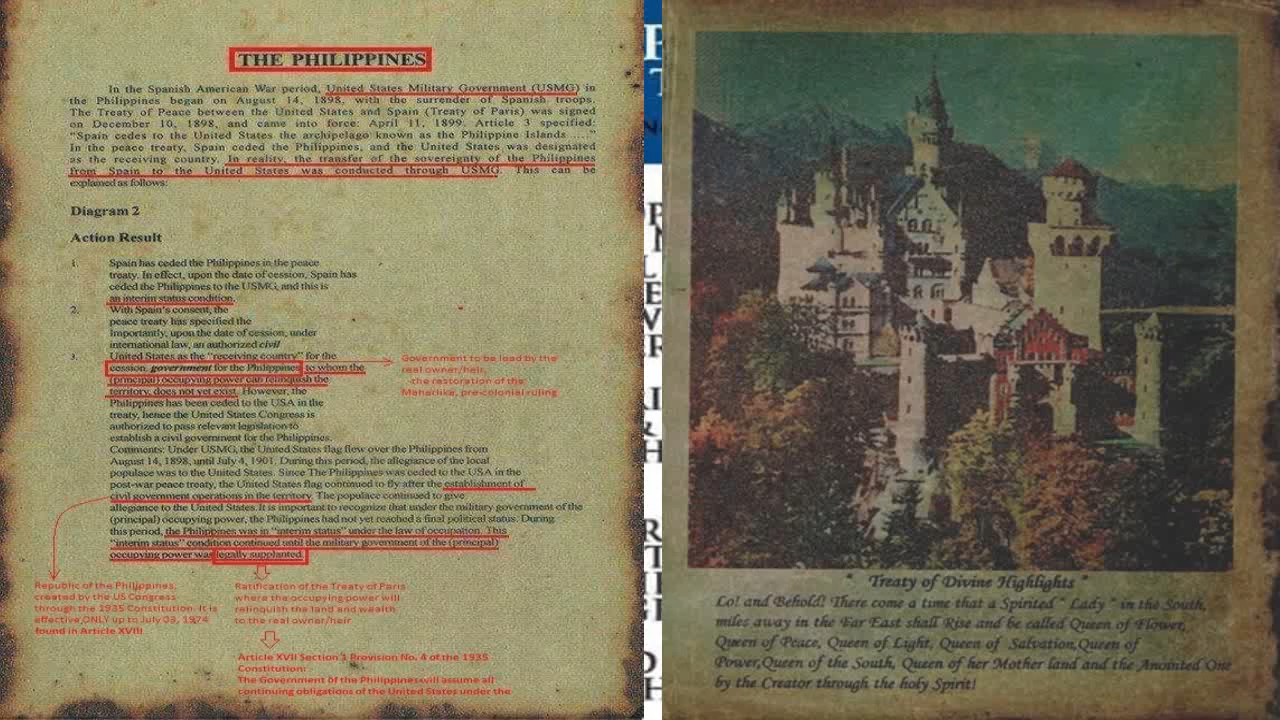 THE PHILIPPINES
In the Spanish American War period, United States Military Government (USMG) in
the Philippines began on August 14, 1898, with the surrender of Spanish troops.
The Treaty of Peace between the United States and Spain (Treaty of Paris) was signed
on December 10, 1898, and came into force: April 11, 1899. Article 3 specified:
"Spain cedes to the United States the archipelago known as the Philippine Islands ....."
In the peace treaty, Spain ceded the Philippines, and the United States was designated
as the receiving country. In reality, the transfer of the sovereignty of the Philippines
from Spain to the United States was conducted through USMG. This can be
explained as follows:
Diagram 2
Action Result
1. Spain has ceded the Philippines in the peace
treaty. In effect, upon the date of cession, Spain has
ceded the Philippines to the USMG, and this is
an interim status condition.
2. With Spain's consent, the
peace treaty has specified the
Importantly, upon the date of cession, under
international law, an authorized civil
3. United States as the "receiving country" for the
cession, government for the Philippines to whom the
(principal) occupying power can relinquish the
territory, does not yet exist. However, the
Philippines has been ceded to the USA in the
treaty, hence the United States Congress is
authorized to pass relevant legislation to
establish a civil government for the Philippines.
Comments: Under USMG, the United States flag flew over the Philippines from
August 14, 1898, until July 4, 1901. During this period, the allegiance of the local
populace was to the United States. Since The Philippines was ceded to the USA in the
post-war peace treaty, the United States flag continued to fly after the establishment of
civil government operations in the territory. The populace continued to give
allegiance to the United States. It is important to recognize that under the military government of the
(principal) occupying power, the Philippines had not yet reached a final political status. During
this period, the Philippines was in "interim status" under the law of occupation. This
"interim status" condition continued until the military government of the (principal)
occupying power was legally supplanted.
Government to be lead by the
real owner/heir,
-the restoration of the
Maharlika, pre-colonial ruling
Republic of the Philippines,
created by the US Congress
through the 1935 Constitution. It is
effective ONLY up to July 03, 1974
found in Article XVIII
Ratification of the Treaty of Paris
where the occupying power will
relinquish the land and wealth
to the real owner/heir
Article XVII Section 1 Provision No. 4 of the 1935
Constitution:
The Government 0f the Philippines will assume all
continuing obligations of the United States under the
" Treaty of Divine Highlights "
Lo! and Behold! There come a time that a Spirited " Lady " in the South,
miles away in the Far East shall Rise and be called Queen of Flower,
Queen of Peace, Queen of Light, Queen of Salvation,Queen of
Power,Queen of the South, Queen of her Mother land and the Anointed One
by the Creator through the holy Spirit!